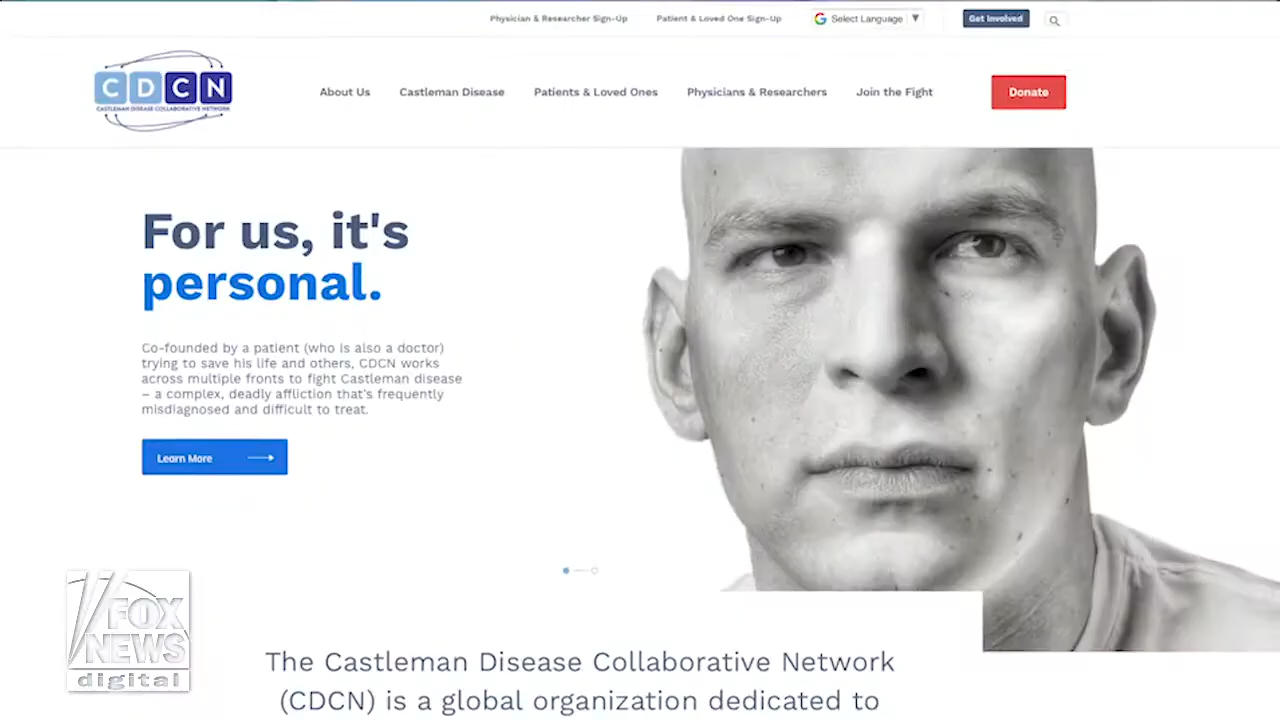 Physician & Researcher Sign-Up
Patient & Loved One Sign-Up
Select Language
Get Involved
CDCN
CASTLEMAN DISEASE COLLABORATIVE NETWORK
About Us
Castleman Disease
Patients & Loved Ones
Physicians & Researchers
Join the Fight
Donate
For us, it's
personal.
Co-founded by a patient (who is also a doctor)
trying to save his life and others, CDCN works
across multiple fronts to fight Castleman disease
– a complex, deadly affliction that's frequently
misdiagnosed and difficult to treat.
Learn More
FOX
NEWS
digital
The Castleman Disease Collaborative Network
(CDCN) is a global organization dedicated to